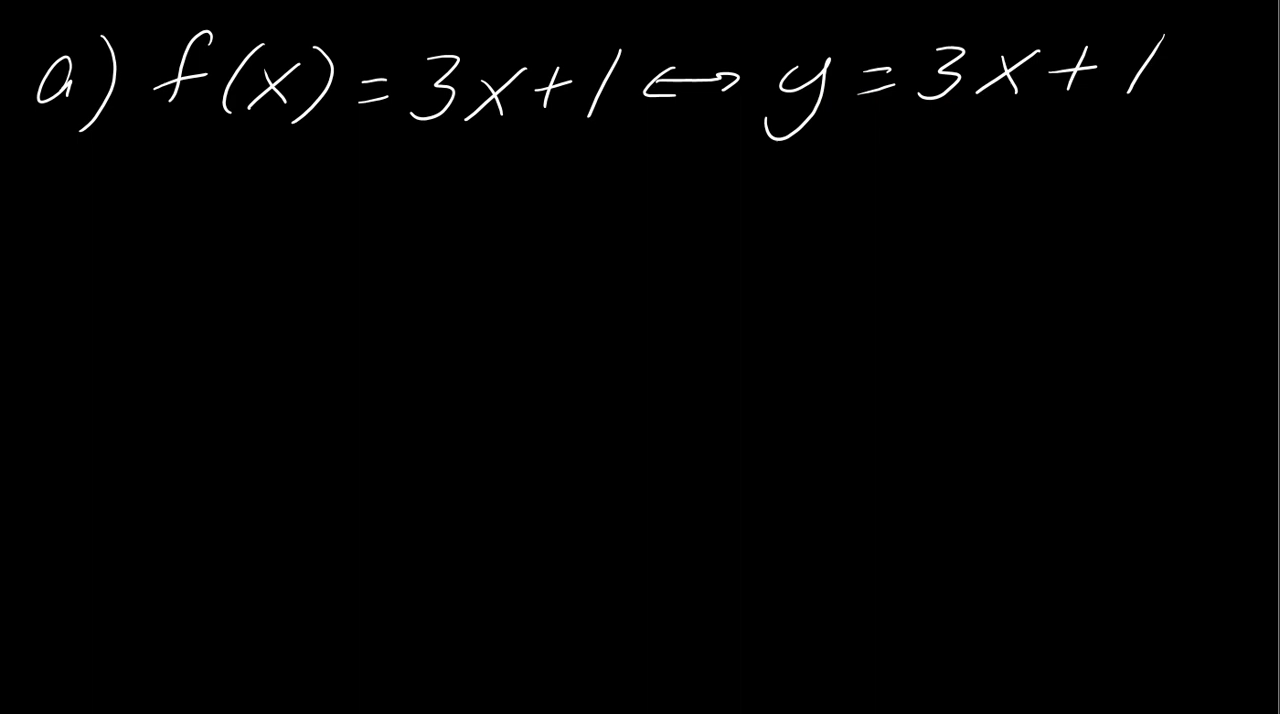 a) f(x) = 3x + 1 ↔ y = 3x + 1